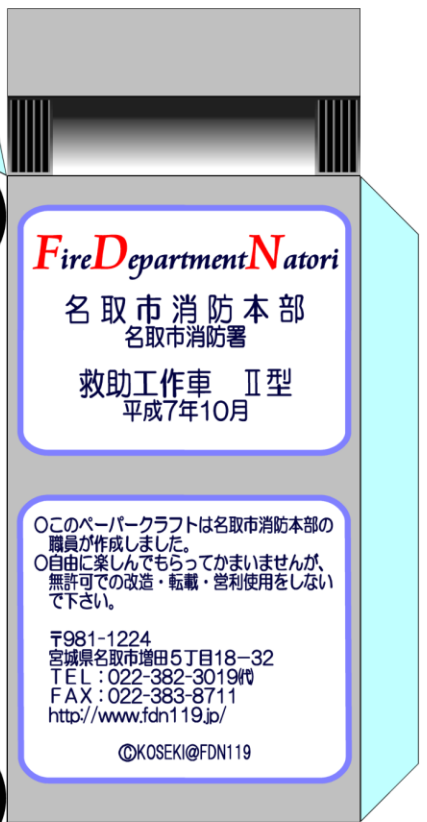 FireDepartmentNatori
名取市消防本部
名取市消防署
救助工作車　Ⅱ型
平成7年10月
○このペーパークラフトは名取市消防本部の
職員が作成しました。
○自由に楽しんでもらってかまいませんが、
無許可での改造・転載・営利使用をしない
で下さい。
〒981-1224
宮城県名取市増田5丁目18－32
TEL：022-382-3019㈹
FAX：022-383-8711
http://www.fdn119.jp/
©KOSEKI@FDN119